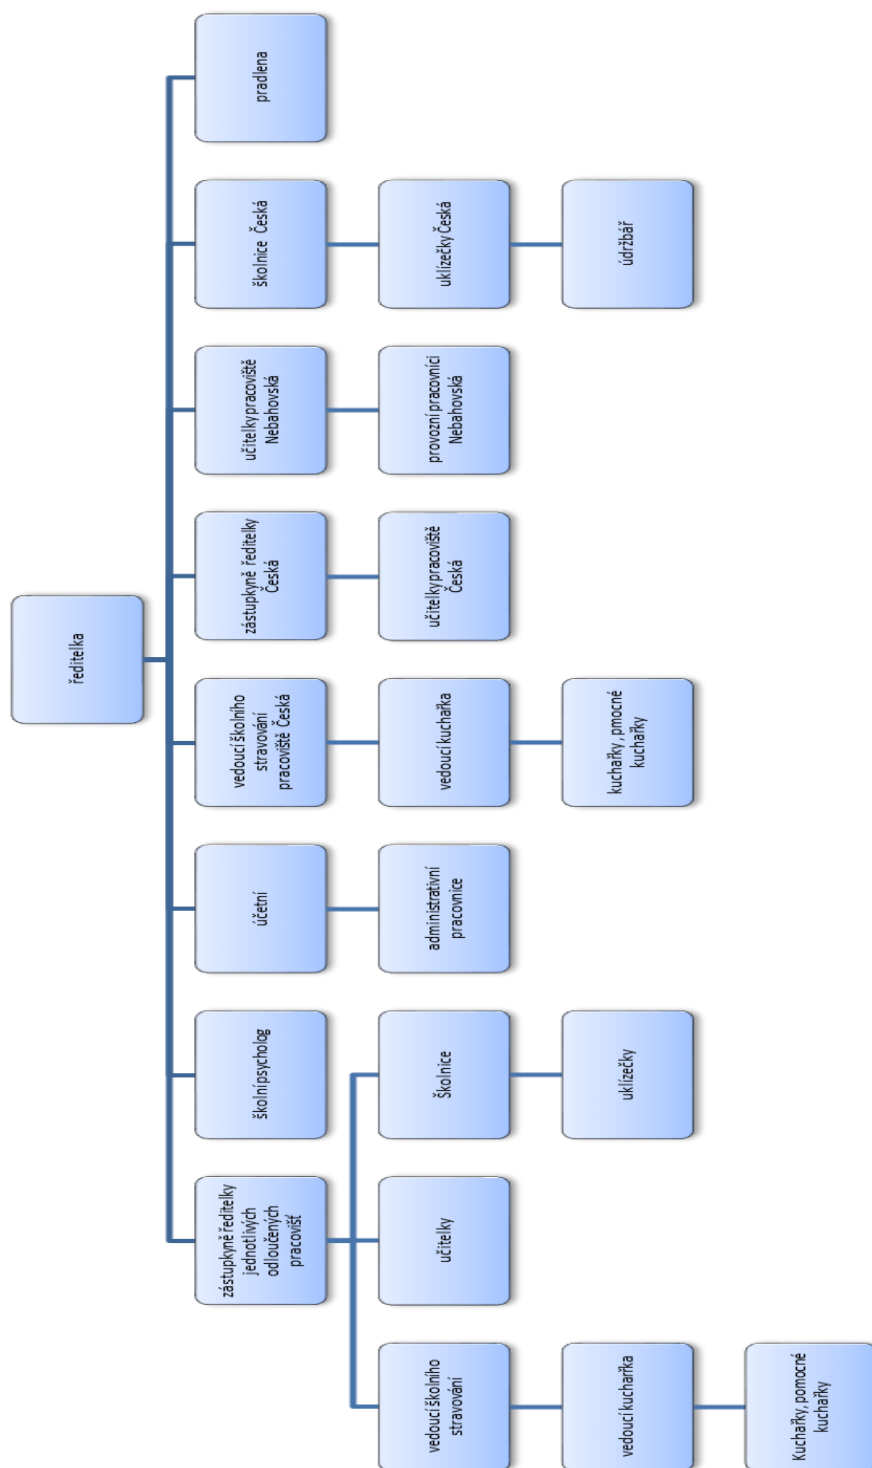 ředitelka
zástupkyně ředitelky
jednotlivých
odloučených
pracovišť
školní psycholog
účetní
vedoucí školního
stravování
pracoviště Česká
zástupkyně ředitelky
Česká
učitelky pracoviště
Nebahovská
školnice Česká
pradlena
vedoucí školního
stravování
učitelky
Školnice
administrativní
pracovnice
vedoucí kuchařka
učitelky pracoviště
Česká
provozní pracovníci
Nebahovská
uklízečky Česká
vedoucí kuchařka
uklízečky
kuchařky, pmocné
kuchařky
údržbář
Kuchařky, pomocné
kuchařky